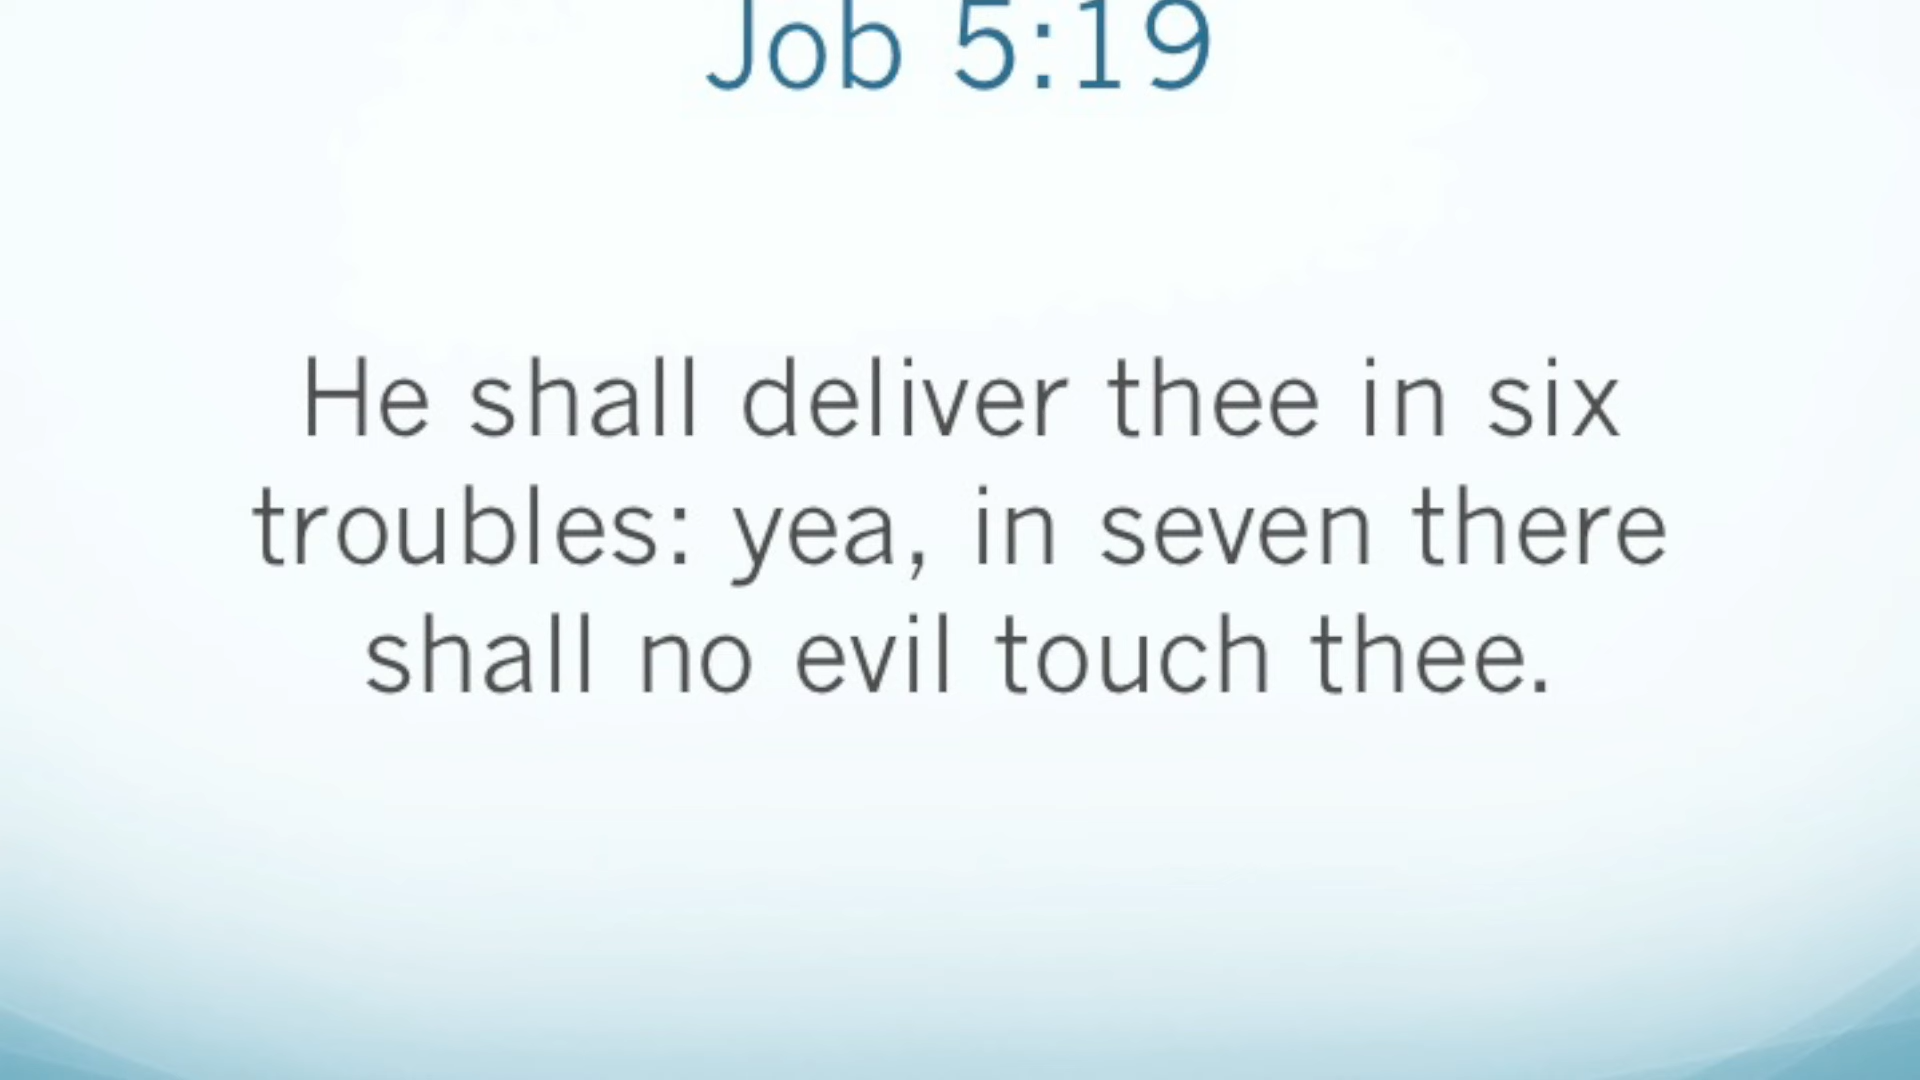 Job 5:19
He shall deliver thee in six
troubles: yea, in seven there
shall no evil touch thee.